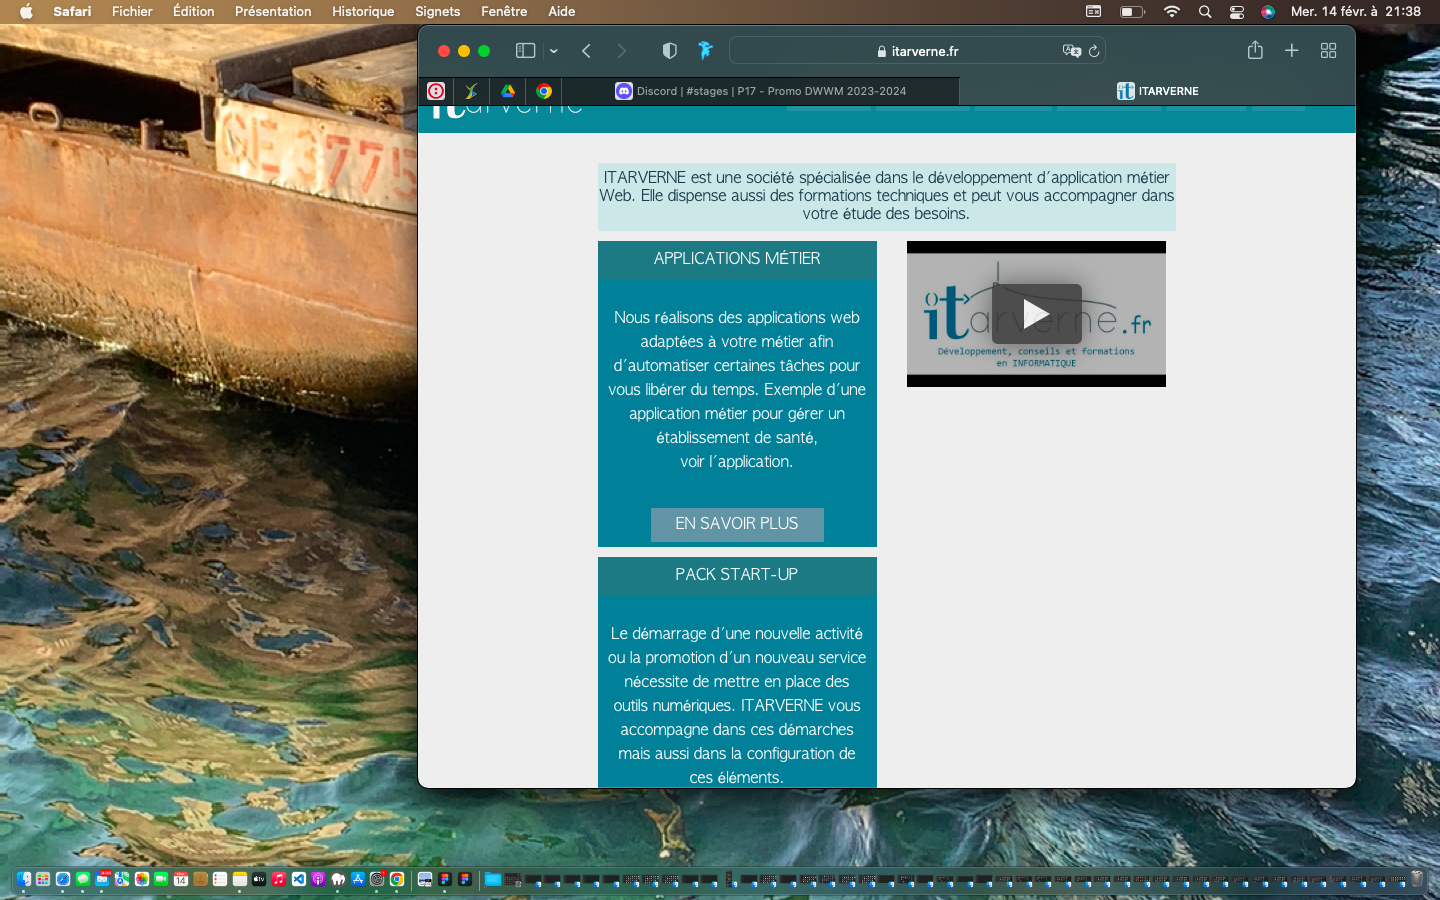 Safari Fichier Édition Présentation Historique Signets Fenêtre Aide Mer. 14 févr. à 21:38
itarverne.fr
Discord | #stages | P17 - Promo DWWM 2023-2024 ITARVERNE
itarverne
GE 3775
ITARVERNE est une société spécialisée dans le développement d´application métier
Web. Elle dispense aussi des formations techniques et peut vous accompagner dans
votre étude des besoins.
APPLICATIONS MÉTIER
Nous réalisons des applications web
adaptées à votre métier afin
d´automatiser certaines tâches pour
vous libérer du temps. Exemple d´une
application métier pour gérer un
établissement de santé,
voir l´application.
EN SAVOIR PLUS
itarverne.fr
Développement, conseils et formations
en INFORMATIQUE
PACK START-UP
Le démarrage d´une nouvelle activité
ou la promotion d´un nouveau service
nécessite de mettre en place des
outils numériques. ITARVERNE vous
accompagne dans ces démarches
mais aussi dans la configuration de
ces éléments.
14
tv